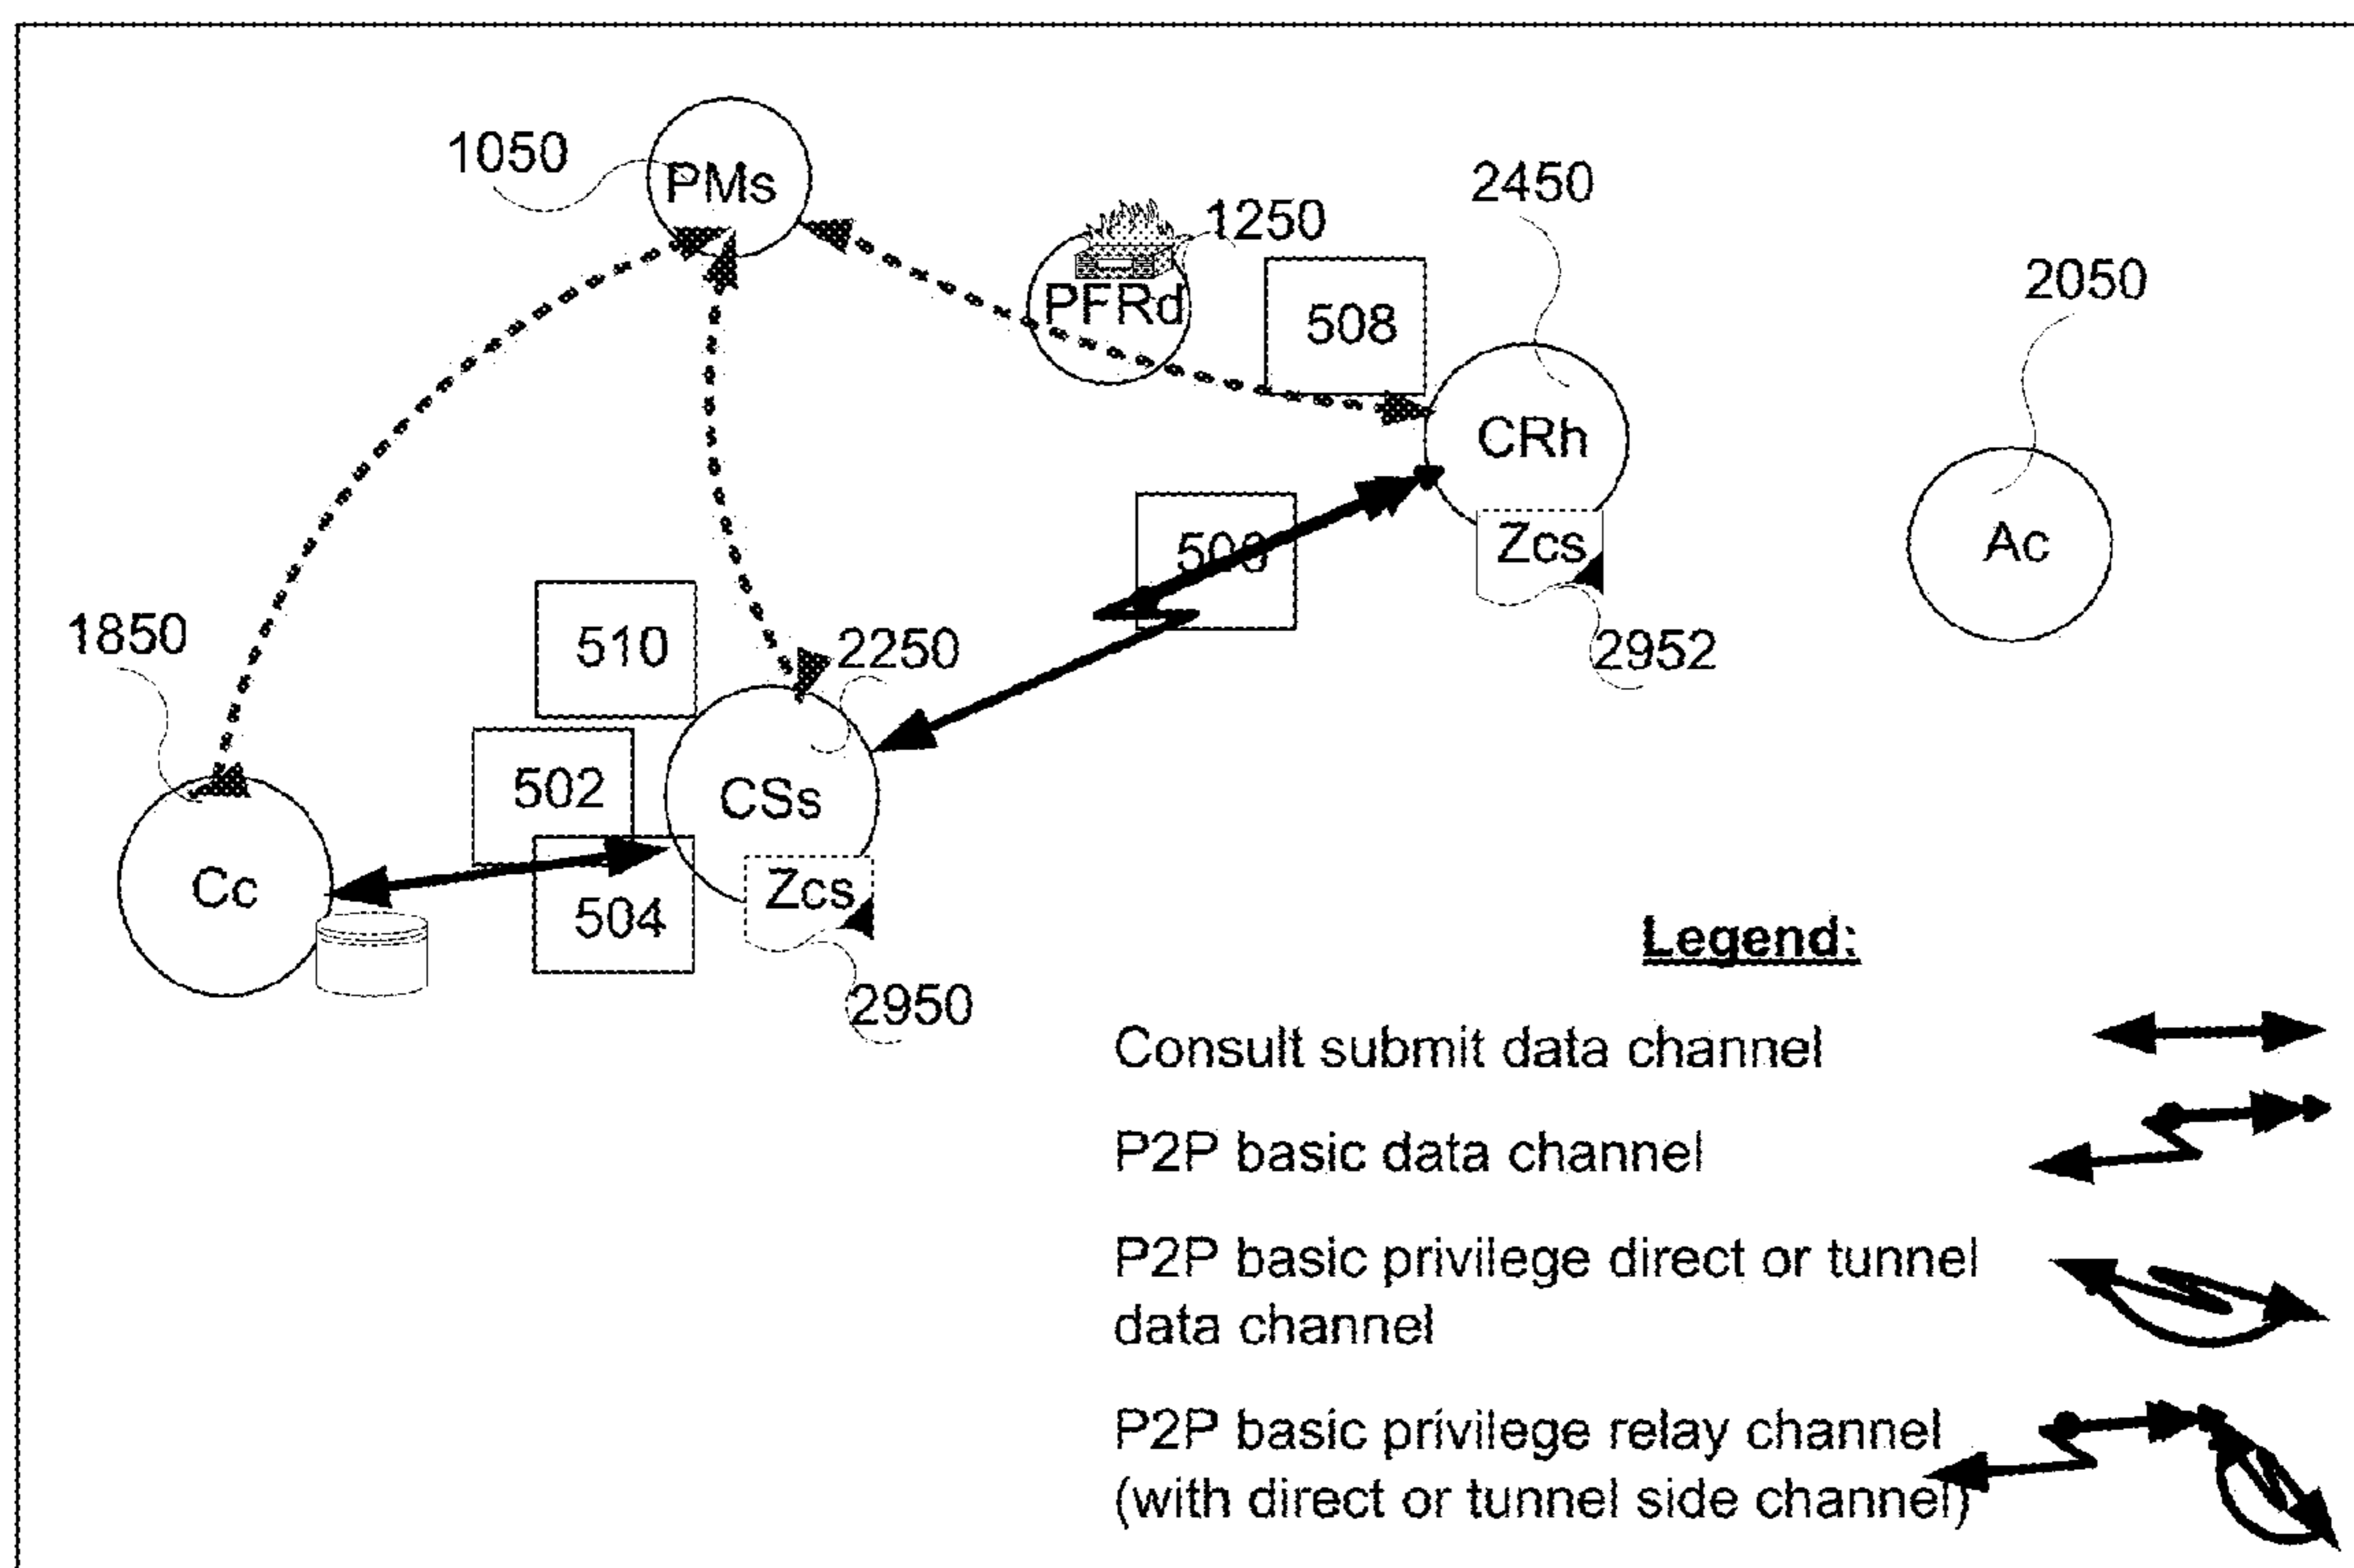 1050
PMs
2450
1250
PFRd
508
2050
CRh
Ac
Zcs
2952
1850
510
2250
502
CSs
Cc
504
Zcs
2950
Legend:
Consult submit data channel
P2P basic data channel
P2P basic privilege direct or tunnel
data channel
P2P basic privilege relay channel
(with direct or tunnel side channel)